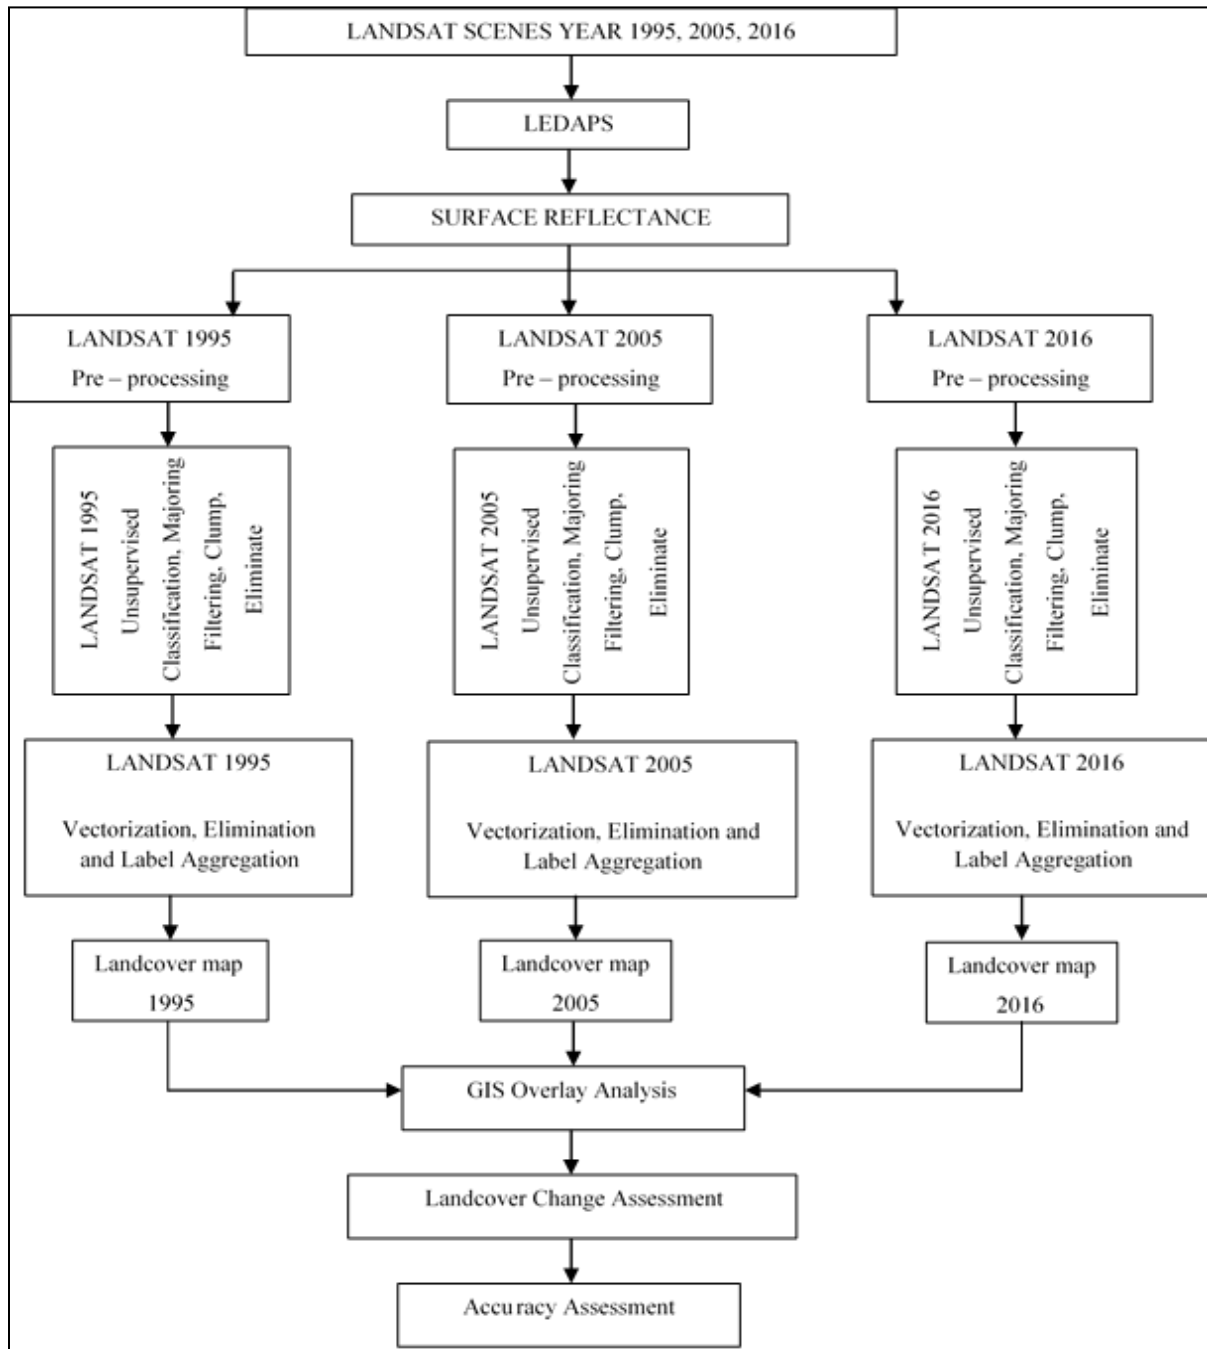 LANDSAT SCENES YEAR 1995, 2005, 2016
LEDAPS
SURFACE REFLECTANCE
LANDSAT 1995
Pre – processing
LANDSAT 2005
Pre – processing
LANDSAT 2016
Pre – processing
LANDSAT 1995
Unsupervised
Classification, Majoring
Filtering, Clump,
Eliminate
LANDSAT 2005
Unsupervised
Classification, Majoring
Filtering, Clump,
Eliminate
LANDSAT 2016
Unsupervised
Classification, Majoring
Filtering, Clump,
Eliminate
LANDSAT 1995
Vectorization, Elimination
and Label Aggregation
LANDSAT 2005
Vectorization, Elimination and
Label Aggregation
LANDSAT 2016
Vectorization, Elimination and
Label Aggregation
Landcover map
1995
Landcover map
2005
Landcover map
2016
GIS Overlay Analysis
Landcover Change Assessment
Accuracy Assessment